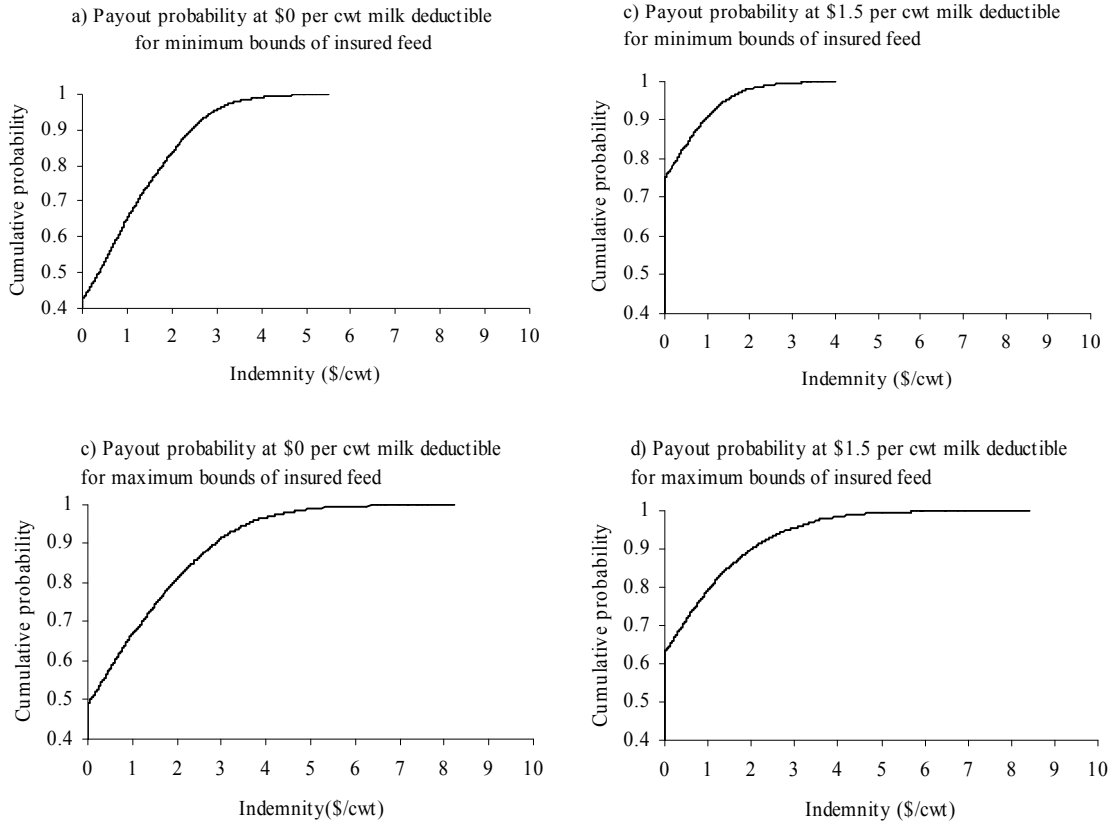 a) Payout probability at $0 per cwt milk deductible
for minimum bounds of insured feed
1
0.9
0.8
0.7
0.6
0.5
0.4
Cumulative probability
0 1 2 3 4 5 6 7 8 9 10
Indemnity ($/cwt)
c) Payout probability at $1.5 per cwt milk deductible
for minimum bounds of insured feed
1
0.9
0.8
0.7
0.6
0.5
0.4
Cumulative probability
0 1 2 3 4 5 6 7 8 9 10
Indemnity ($/cwt)
c) Payout probability at $0 per cwt milk deductible
for maximum bounds of insured feed
1
0.9
0.8
0.7
0.6
0.5
0.4
Cumulative probability
0 1 2 3 4 5 6 7 8 9 10
Indemnity($/cwt)
d) Payout probability at $1.5 per cwt milk deductible
for maximum bounds of insured feed
1
0.9
0.8
0.7
0.6
0.5
0.4
Cumulative probability
0 1 2 3 4 5 6 7 8 9 10
Indemnity ($/cwt)